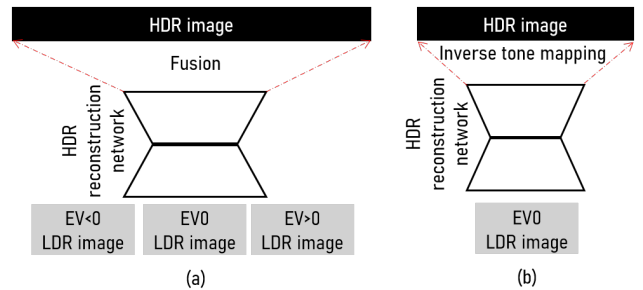 HDR image
Fusion
HDR
reconstruction
network
EV<0
LDR image
EV0
LDR image
EV>0
LDR image
(a)
HDR image
Inverse tone mapping
HDR
reconstruction
network
EV0
LDR image
(b)